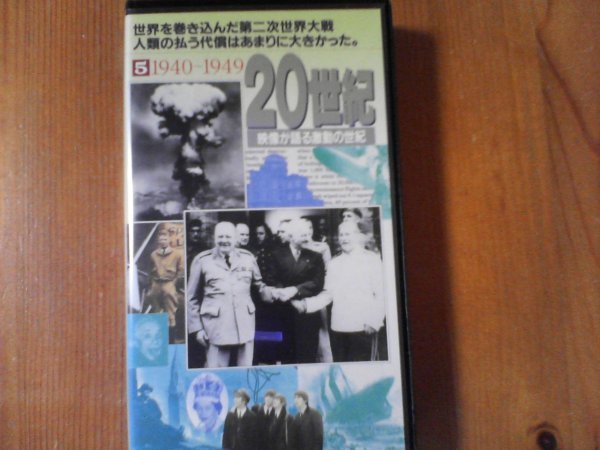 世界を巻き込んだ第二次世界大戦
人類の払う代償はあまりに大きかった。
5 1940-1949
20世紀
映像が語る激動の世紀